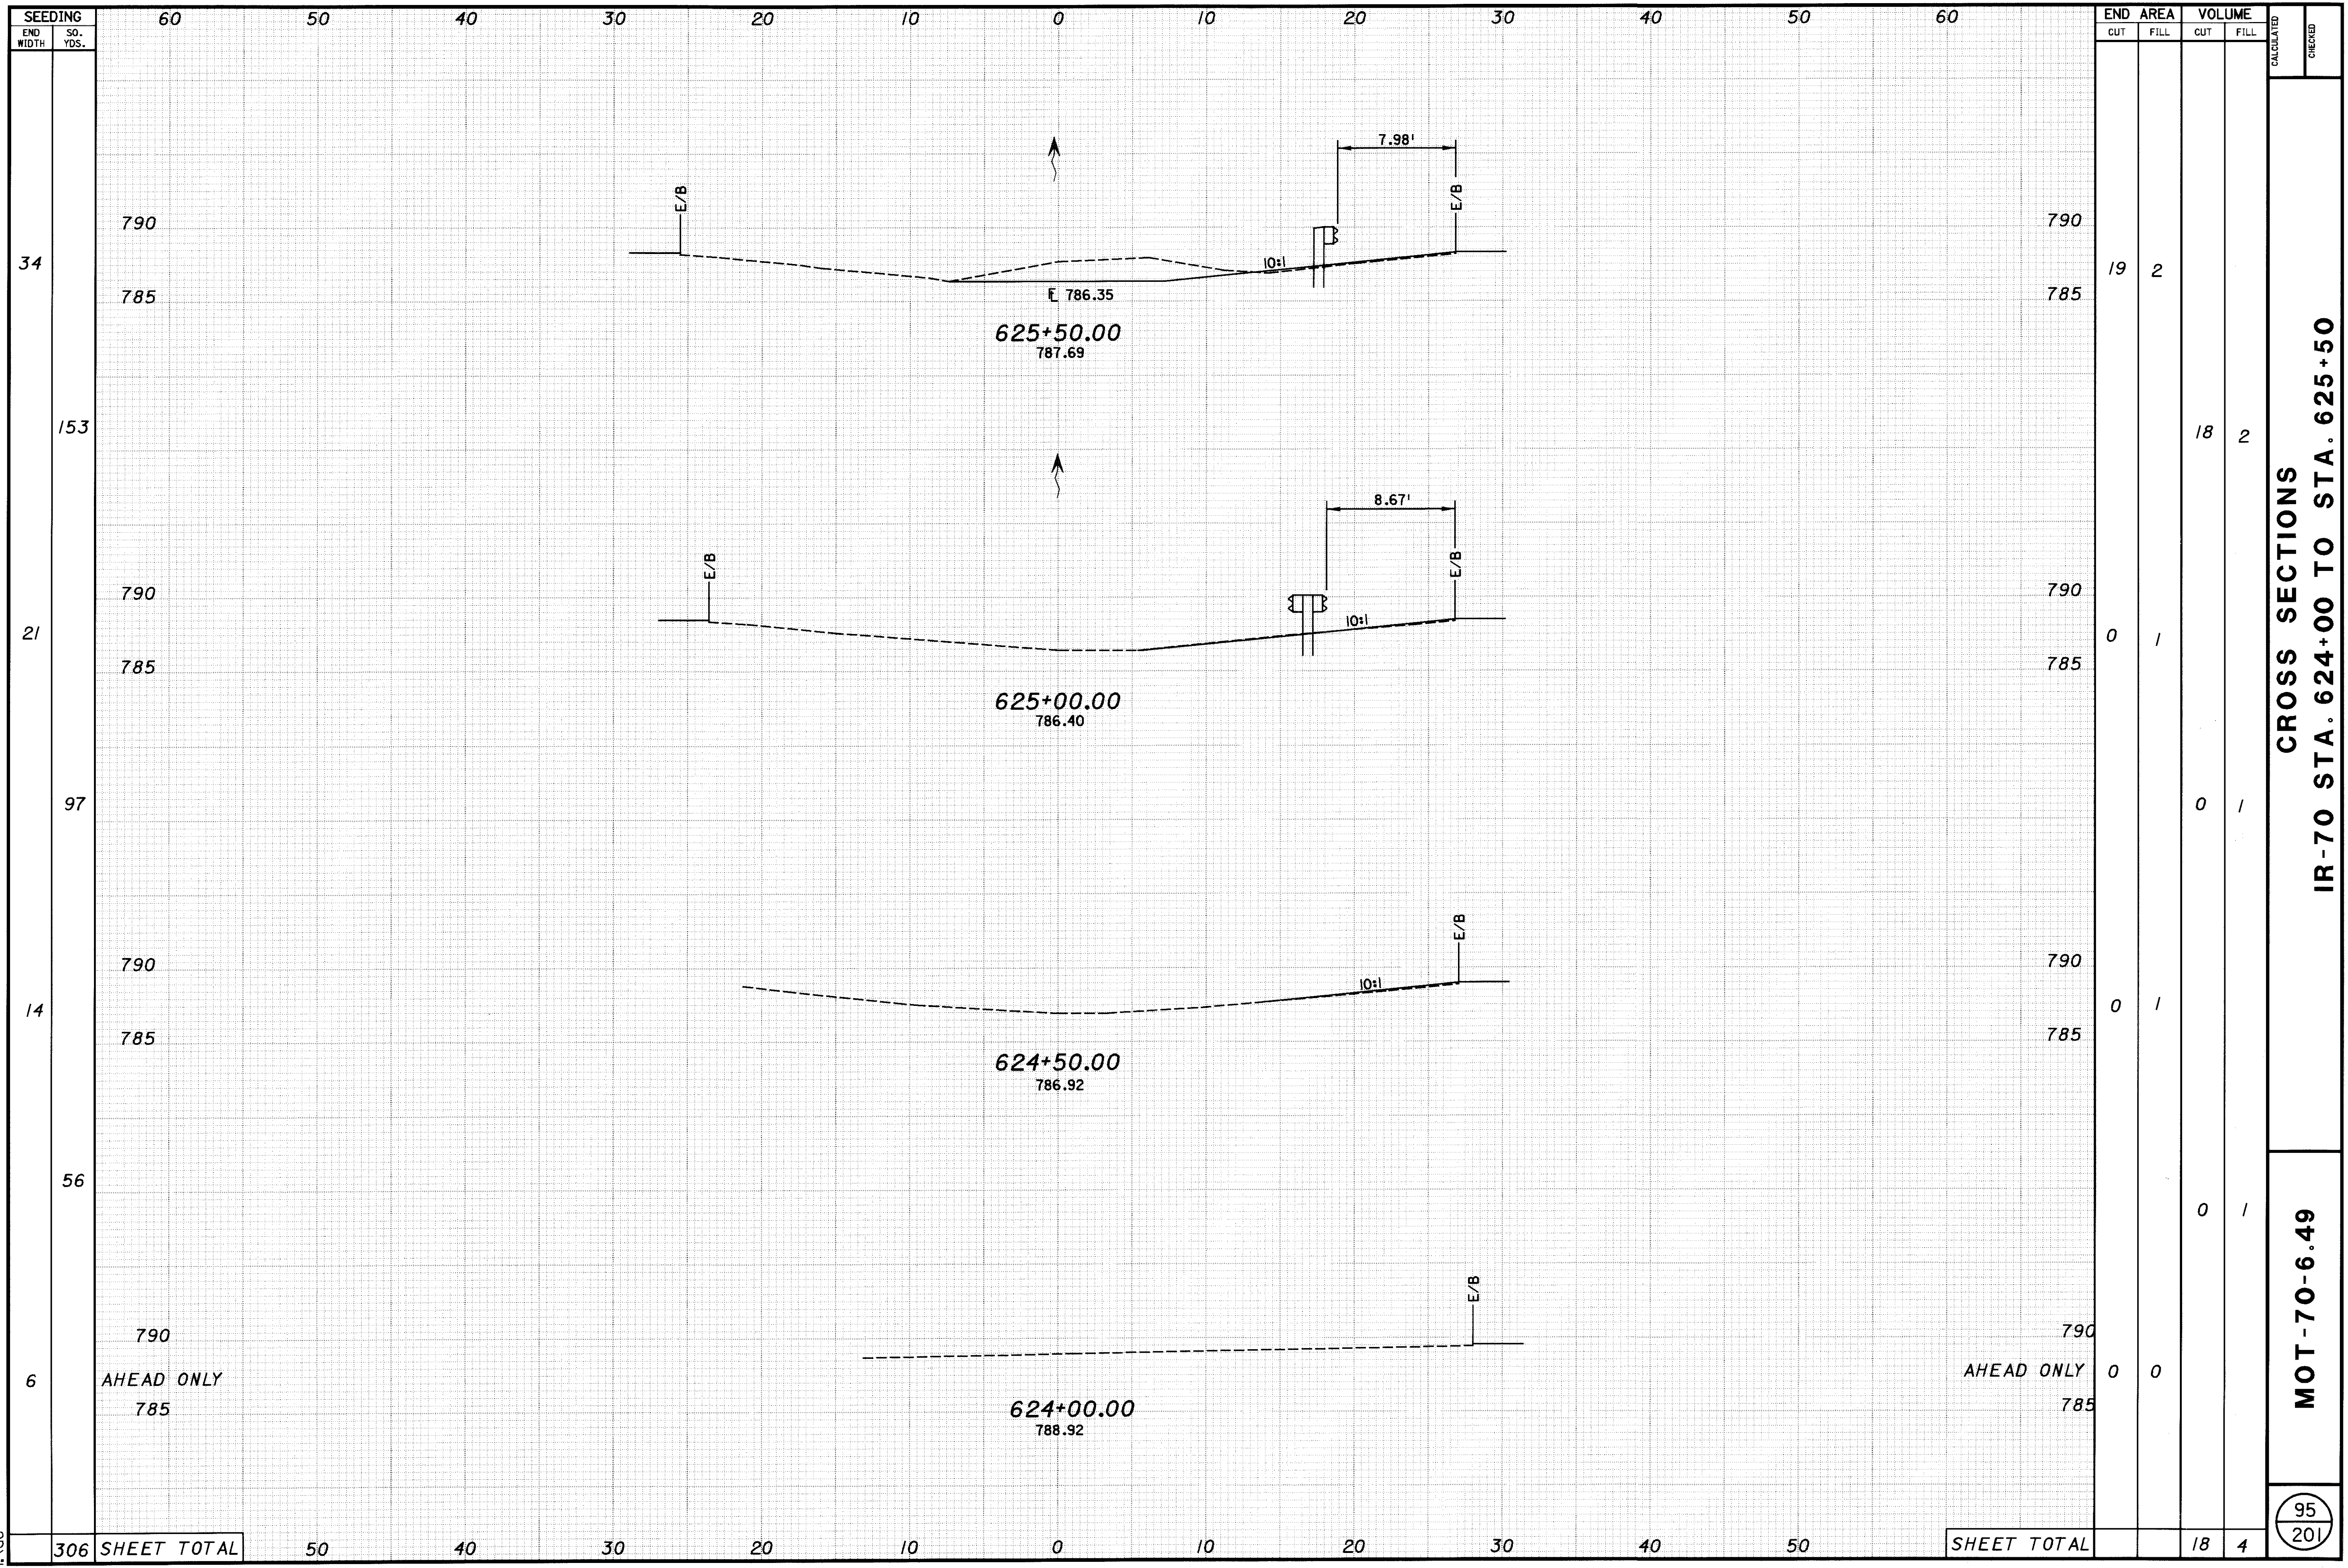 SEEDING
END WIDTH
SO. YDS.
60 50 40 30 20 10 0 10 20 30 40 50 60
END AREA
CUT FILL
VOLUME
CUT FILL
CALCULATED
CHECKED
7.98'
E/B
E/B
790
790
34
10:1
19 2
785
785
786.35
625+50.00
787.69
153
18 2
8.67'
E/B
E/B
790
790
21
10:1
0 1
785
785
625+00.00
786.40
97
0 1
E/B
790
790
14
10:1
0 1
785
785
624+50.00
786.92
56
0 1
E/B
790
790
6
AHEAD ONLY
AHEAD ONLY
0 0
785
785
624+00.00
788.92
306 SHEET TOTAL
50 40 30 20 10 0 10 20 30 40 50
SHEET TOTAL
18 4
CROSS SECTIONS
IR-70 STA. 624+00 TO STA. 625+50
MOT-70-6.49
95
201